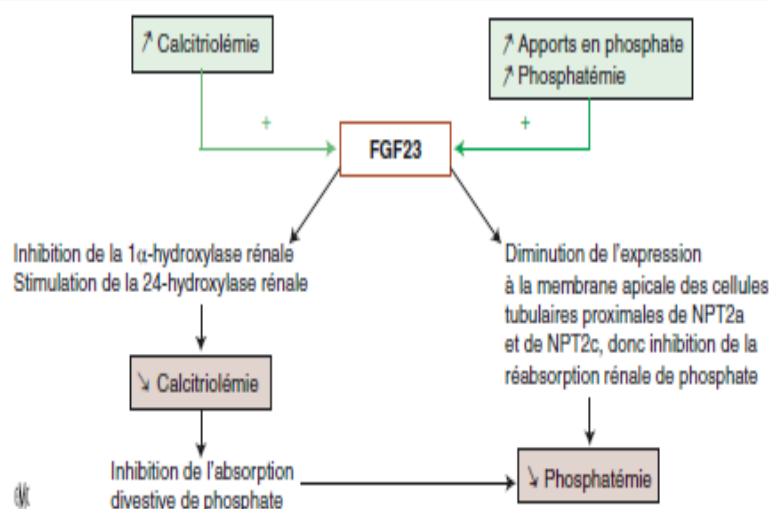 ↗ Calcitriolémie
↗ Apports en phosphate
↗ Phosphatémie
+
+
FGF23
Inhibition de la 1α-hydroxylase rénale
Stimulation de la 24-hydroxylase rénale
Diminution de l'expression
à la membrane apicale des cellules
tubulaires proximales de NPT2a
et de NPT2c, donc inhibition de la
réabsorption rénale de phosphate
↘ Calcitriolémie
Inhibition de l'absorption
divestive de phosphate
↘ Phosphatémie